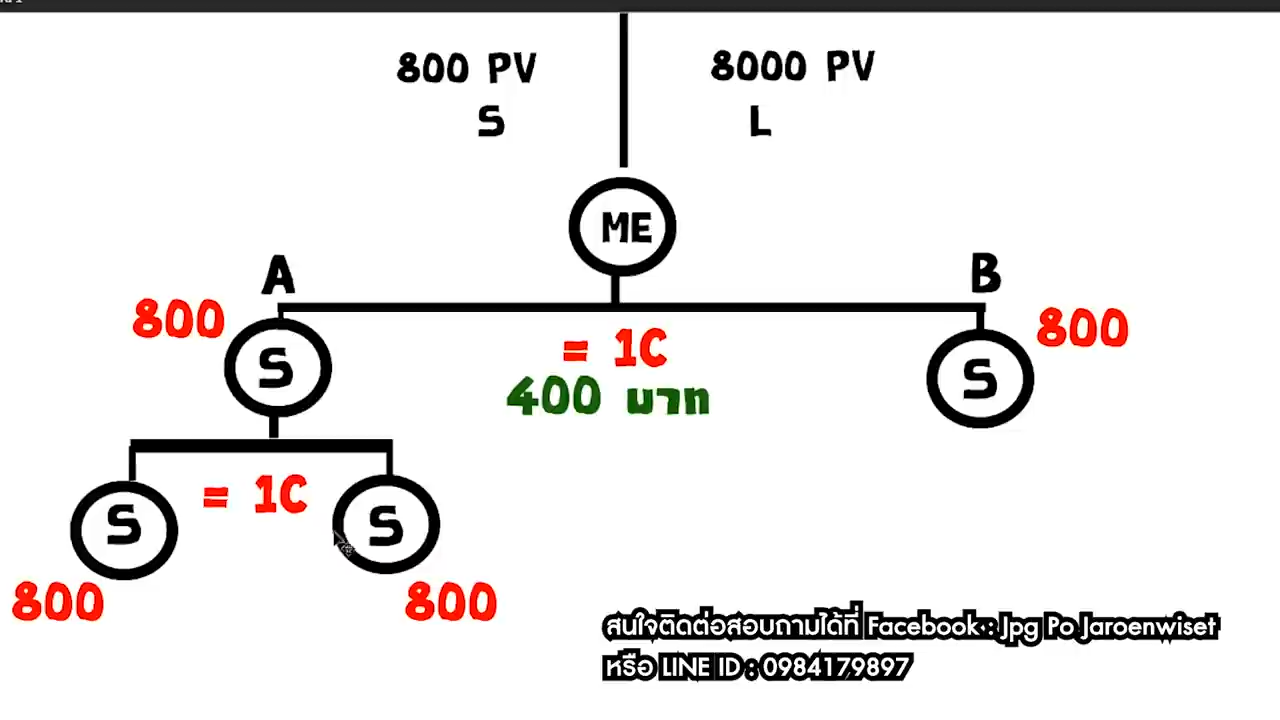 800 PV
8000 PV
S
L
ME
A
B
800
800
= 1C
S
S
400 บาท
= 1C
S
S
800
800
สนใจติดต่อสอบถามได้ที่ Facebook : Jpg Po Jaroenwiset
หรือ LINE ID : 0984179897